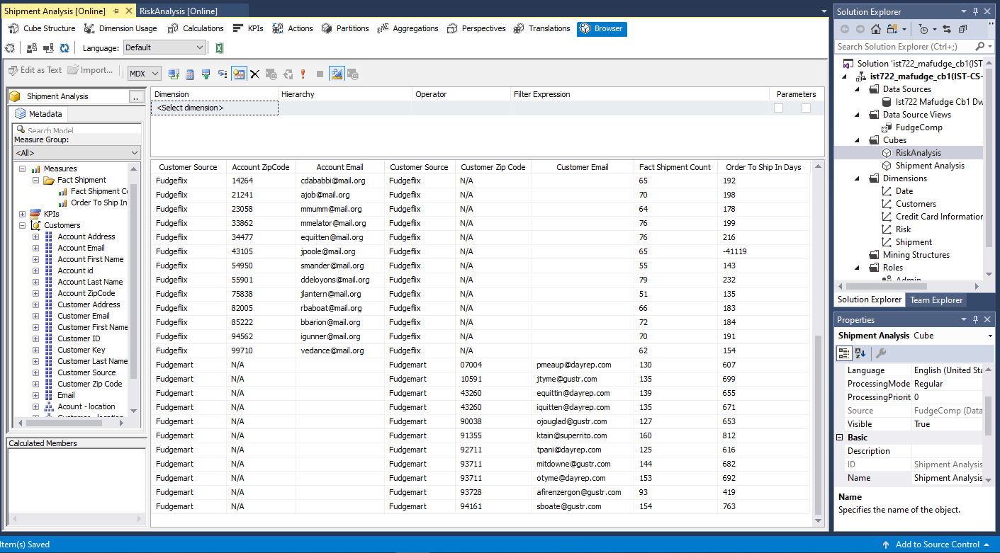 Shipment Analysis [Online] RiskAnalysis [Online]
Cube Structure Dimension Usage Calculations KPIs Actions Partitions Aggregations Perspectives Translations Browser
Language: Default
Edit as Text Import... MDX
Shipment Analysis ..
Metadata
Search Model
Measure Group:
<All>
Measures
Fact Shipment
Fact Shipment Co
Order To Ship In
KPIs
Customers
Account Address
Account Email
Account First Name
Account id
Account Last Name
Account ZipCode
Customer Address
Customer Email
Customer First Name
Customer ID
Customer Key
Customer Last Name
Customer Source
Customer Zip Code
Email
Acount - location
Customer - location
Calculated Members
Dimension Hierarchy Operator Filter Expression Parameters
<Select dimension>
Customer Source Account ZipCode Account Email Customer Source Customer Zip Code Customer Email Fact Shipment Count Order To Ship In Days
Fudgeflix 14264 cdababbi@mail.org Fudgeflix N/A 65 192
Fudgeflix 21241 ajob@mail.org Fudgeflix N/A 70 198
Fudgeflix 23058 mmumm@mail.org Fudgeflix N/A 64 178
Fudgeflix 33862 mmelator@mail.org Fudgeflix N/A 76 199
Fudgeflix 34477 equitten@mail.org Fudgeflix N/A 76 216
Fudgeflix 43105 jpoole@mail.org Fudgeflix N/A 65 -41119
Fudgeflix 54950 smander@mail.org Fudgeflix N/A 55 143
Fudgeflix 55901 ddeloyons@mail.org Fudgeflix N/A 79 232
Fudgeflix 75838 jlantern@mail.org Fudgeflix N/A 51 135
Fudgeflix 82005 rbaboat@mail.org Fudgeflix N/A 66 183
Fudgeflix 85222 bbarion@mail.org Fudgeflix N/A 72 184
Fudgeflix 94562 igunner@mail.org Fudgeflix N/A 70 191
Fudgeflix 99710 vedance@mail.org Fudgeflix N/A 62 154
Fudgemart N/A Fudgemart 07004 pmeaup@dayrep.com 130 607
Fudgemart N/A Fudgemart 10591 jtyme@gustr.com 135 699
Fudgemart N/A Fudgemart 43260 equittin@dayrep.com 139 655
Fudgemart N/A Fudgemart 43260 iquitten@dayrep.com 135 671
Fudgemart N/A Fudgemart 90038 ojouglad@gustr.com 127 653
Fudgemart N/A Fudgemart 91355 ktain@superrito.com 160 812
Fudgemart N/A Fudgemart 92711 tpani@dayrep.com 125 616
Fudgemart N/A Fudgemart 93711 mitdowne@gustr.com 144 682
Fudgemart N/A Fudgemart 93711 otyme@dayrep.com 153 692
Fudgemart N/A Fudgemart 93728 afirenzergon@gustr.com 93 419
Fudgemart N/A Fudgemart 94161 sboate@gustr.com 154 763
Solution Explorer
Search Solution Explorer (Ctrl+;)
Solution 'ist722_mafudge_cb1(IST
ist722_mafudge_cb1(IST-CS-
Data Sources
Ist722 Mafudge Cb1 Dw
Data Source Views
FudgeComp
Cubes
RiskAnalysis
Shipment Analysis
Dimensions
Date
Customers
Credit Card Information
Risk
Shipment
Mining Structures
Roles
Admin
Solution Explorer Team Explorer
Properties
Shipment Analysis Cube
Language English (United Sta
ProcessingMode Regular
ProcessingPriorit 0
Source FudgeComp (Data
Visible True
Basic
Description
ID Shipment Analysis
Name Shipment Analysis
Name
Specifies the name of the object.
Item(s) Saved Add to Source Control